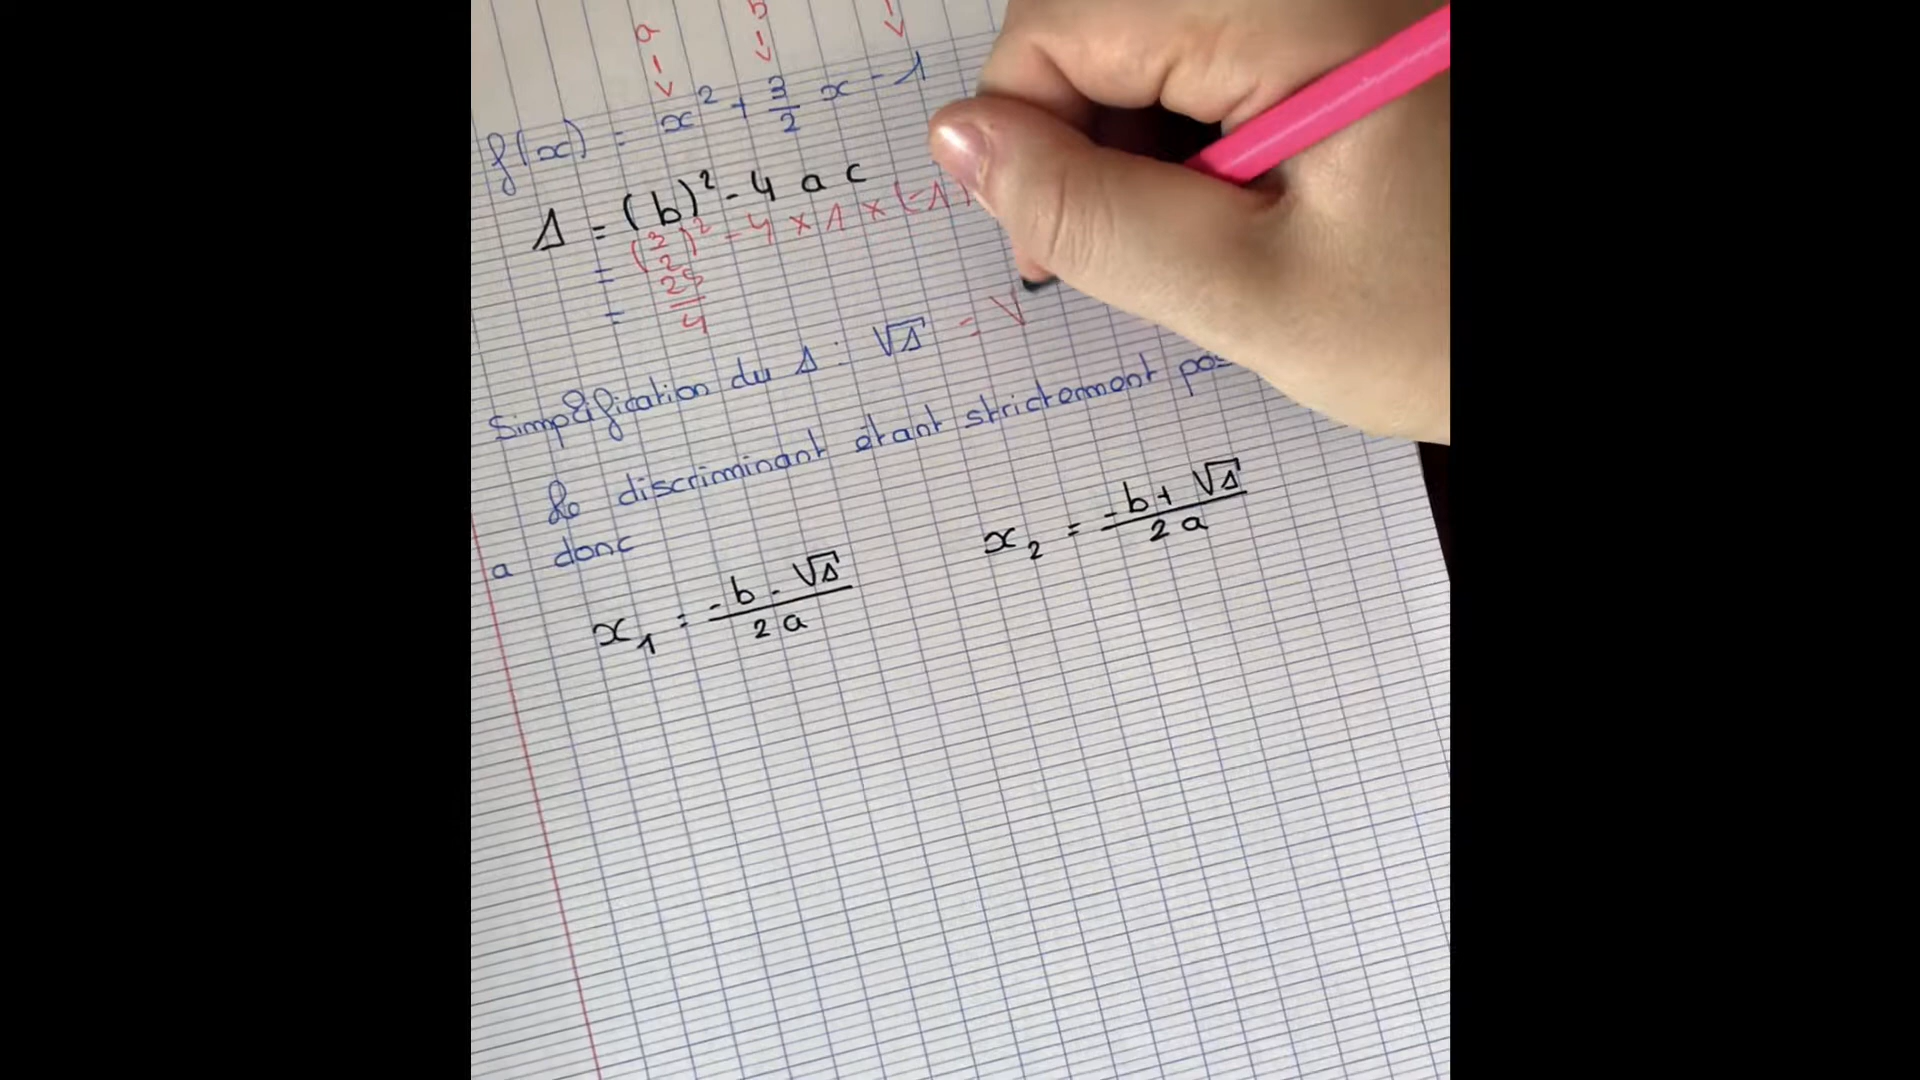 a b
f(x) = x² + 3/2 x - 1
Δ = (b)² - 4 a c
= (3/2)² - 4 × 1 × (-1)
= 25/4
Simplification du Δ : √Δ = √
Le discriminant étant strictement
a donc
x₁ = (-b - √Δ)/(2a) x₂ = (-b + √Δ)/(2a)